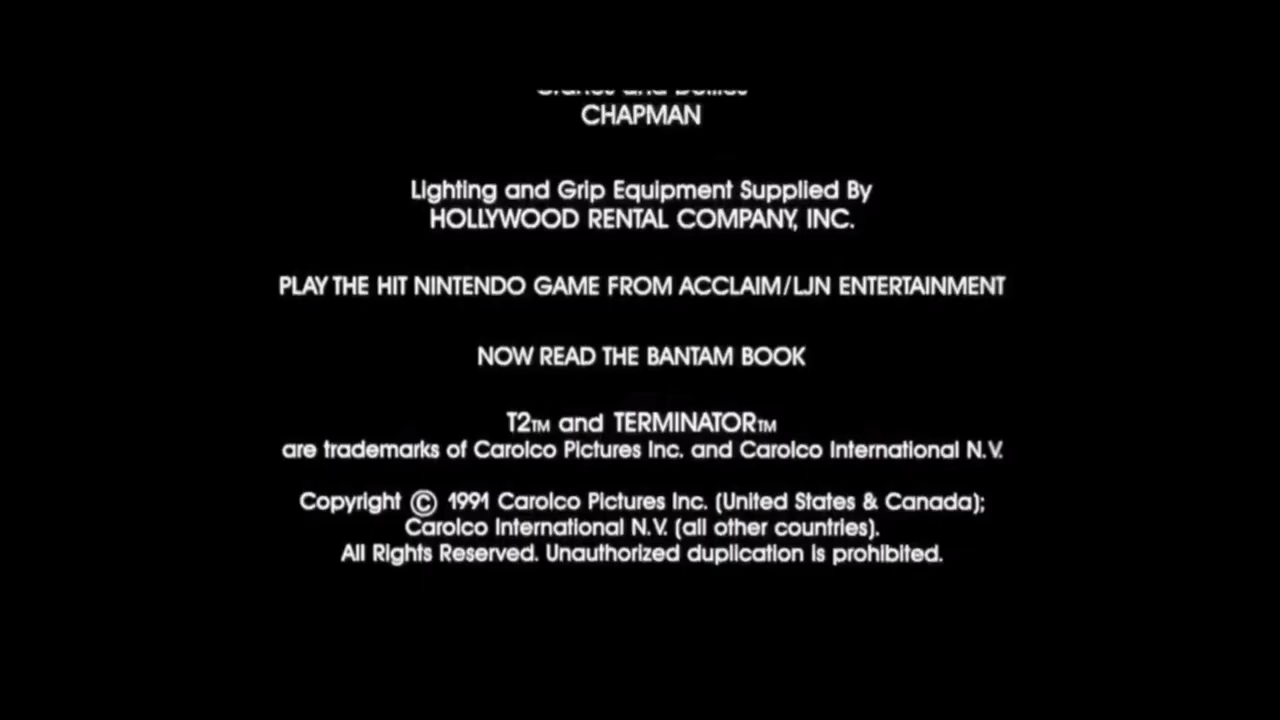 Cranes and Dollies
CHAPMAN
Lighting and Grip Equipment Supplied By
HOLLYWOOD RENTAL COMPANY, INC.
PLAY THE HIT NINTENDO GAME FROM ACCLAIM/LJN ENTERTAINMENT
NOW READ THE BANTAM BOOK
T2™ and TERMINATOR™
are trademarks of Carolco Pictures Inc. and Carolco International N.V.
Copyright © 1991 Carolco Pictures Inc. (United States & Canada);
Carolco International N.V. (all other countries).
All Rights Reserved. Unauthorized duplication is prohibited.